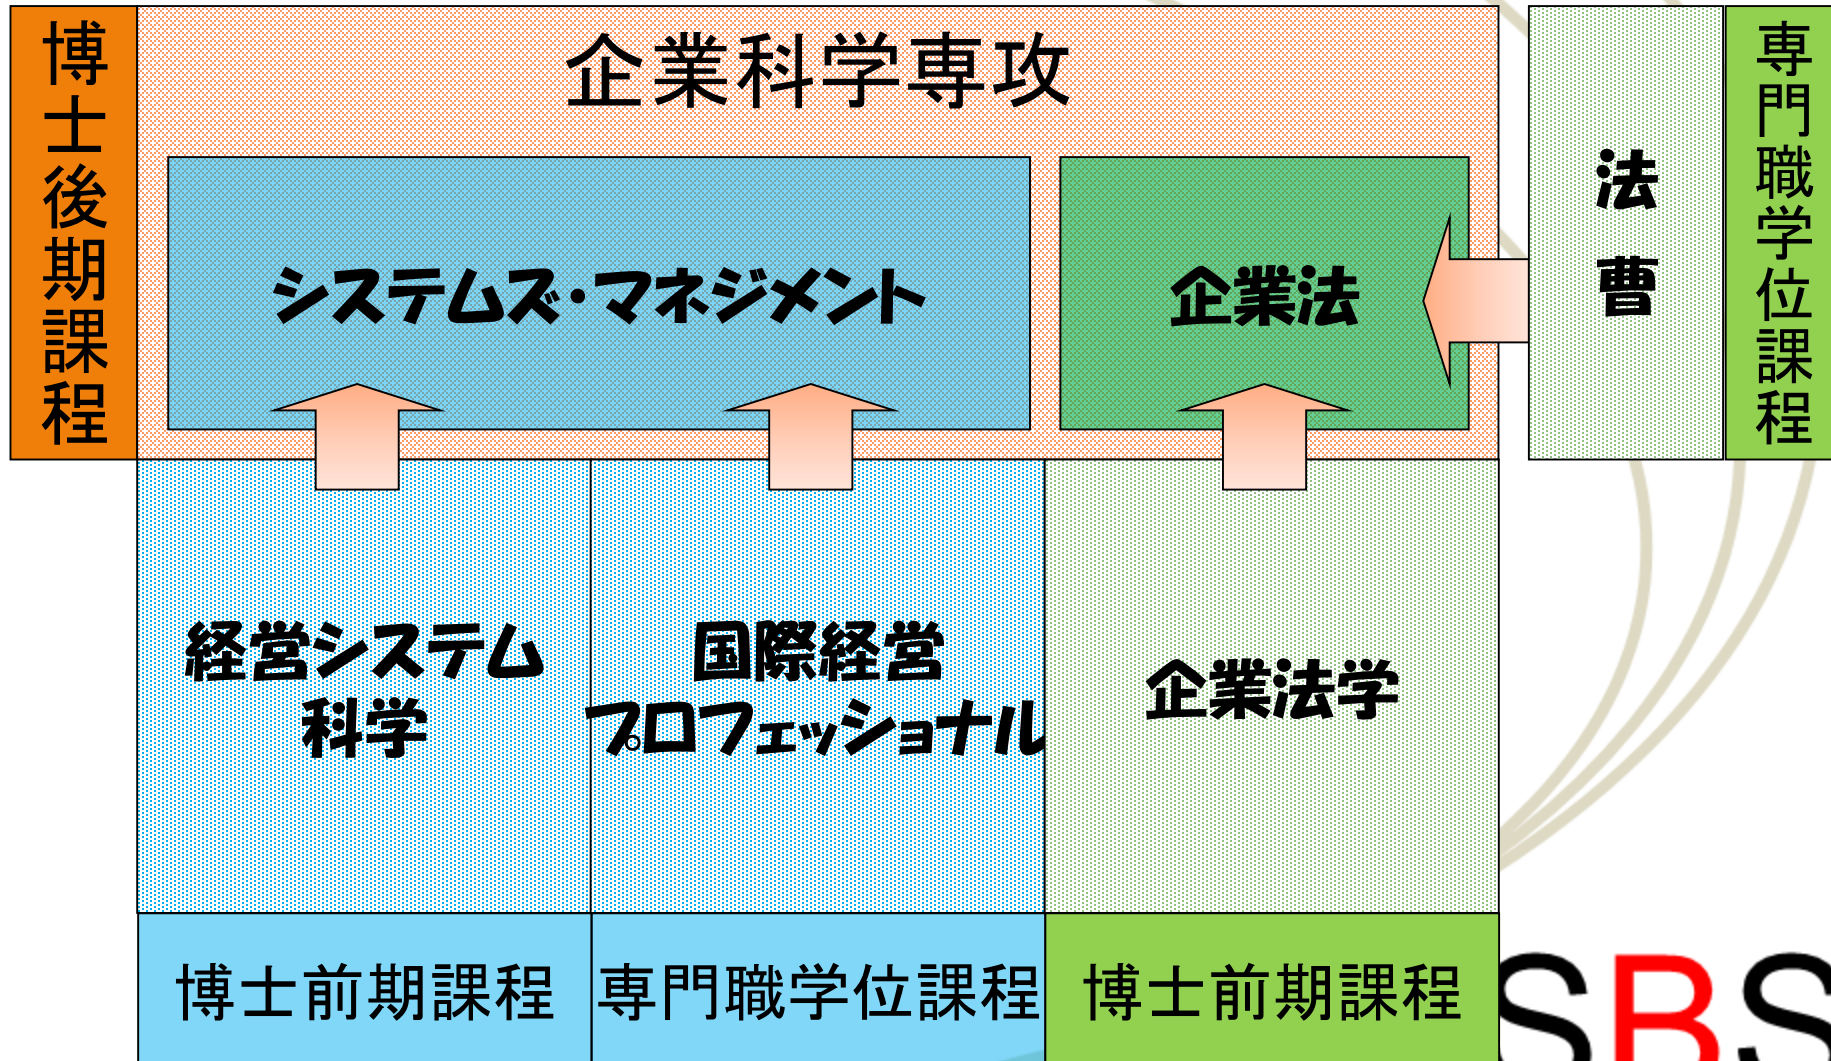 博士後期課程
企業科学専攻
システムズ・マネジメント
企業法
法曹
専門職学位課程
経営システム
科学
国際経営
プロフェッショナル
企業法学
博士前期課程
専門職学位課程
博士前期課程
SBS